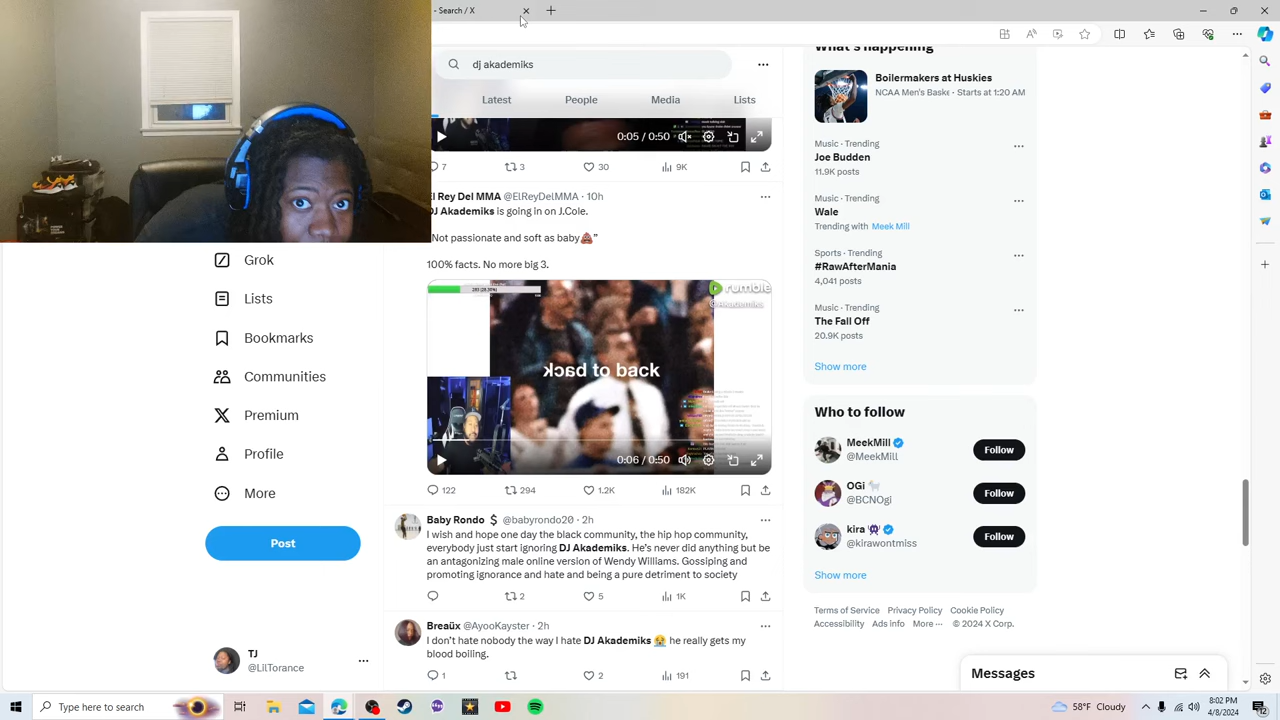 - Search / X
dj akademiks
Latest
People
Media
Lists
0:05 / 0:50
7
3
30
9K
El Rey Del MMA @ElReyDelMMA · 10h
DJ Akademiks is going in on J.Cole.
"Not passionate and soft as baby💩"
100% facts. No more big 3.
rumble
@Akademiks
back to back
0:06 / 0:50
122
294
1.2K
182K
Baby Rondo $ @babyrondo20 · 2h
I wish and hope one day the black community, the hip hop community,
everybody just start ignoring DJ Akademiks. He's never did anything but be
an antagonizing male online version of Wendy Williams. Gossiping and
promoting ignorance and hate and being a pure detriment to society
2
5
1K
Breaüx @AyooKayster · 2h
I don't hate nobody the way I hate DJ Akademiks 😭 he really gets my
blood boiling.
1
2
191
Grok
Lists
Bookmarks
Communities
Premium
Profile
More
Post
TJ
@LilTorance
What's happening
Boilermakers at Huskies
NCAA Men's Baske · Starts at 1:20 AM
Music · Trending
Joe Budden
11.9K posts
Music · Trending
Wale
Trending with Meek Mill
Sports · Trending
#RawAfterMania
4,041 posts
Music · Trending
The Fall Off
20.9K posts
Show more
Who to follow
MeekMill
@MeekMill
Follow
OGi 🐐
@BCNOgi
Follow
kira 👾
@kirawontmiss
Follow
Show more
Terms of Service Privacy Policy Cookie Policy
Accessibility Ads info More ··· © 2024 X Corp.
Messages
Type here to search
58°F Cloudy
8:02 PM
4/8/2024
12